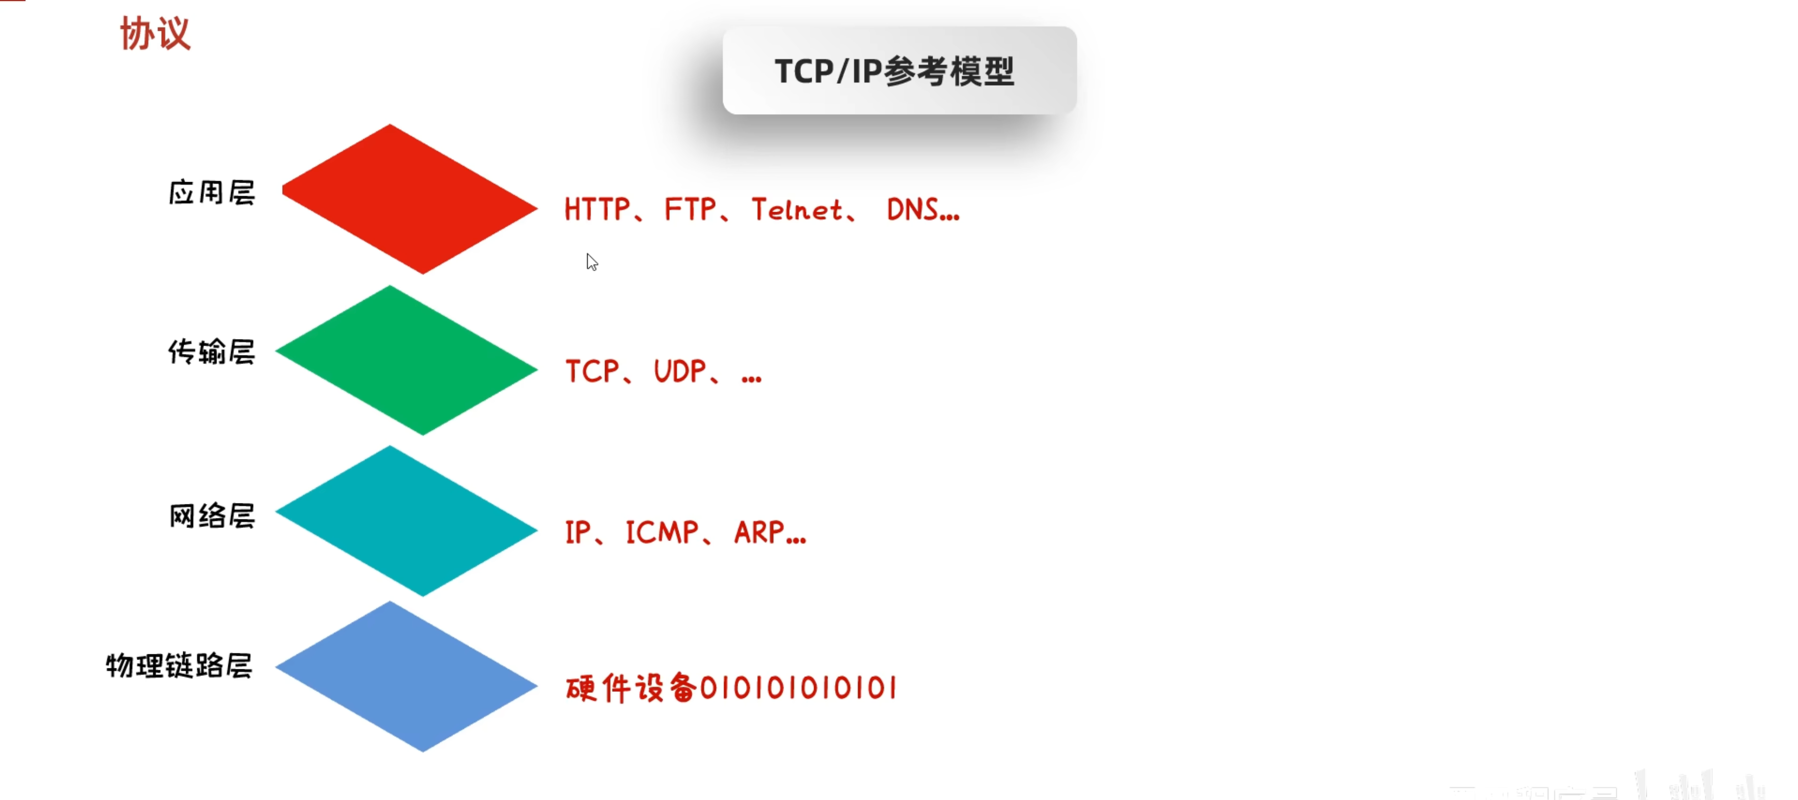 协议
TCP/IP参考模型
应用层
HTTP、FTP、Telnet、 DNS...
传输层
TCP、UDP、...
网络层
IP、ICMP、ARP...
物理链路层
硬件设备010101010101